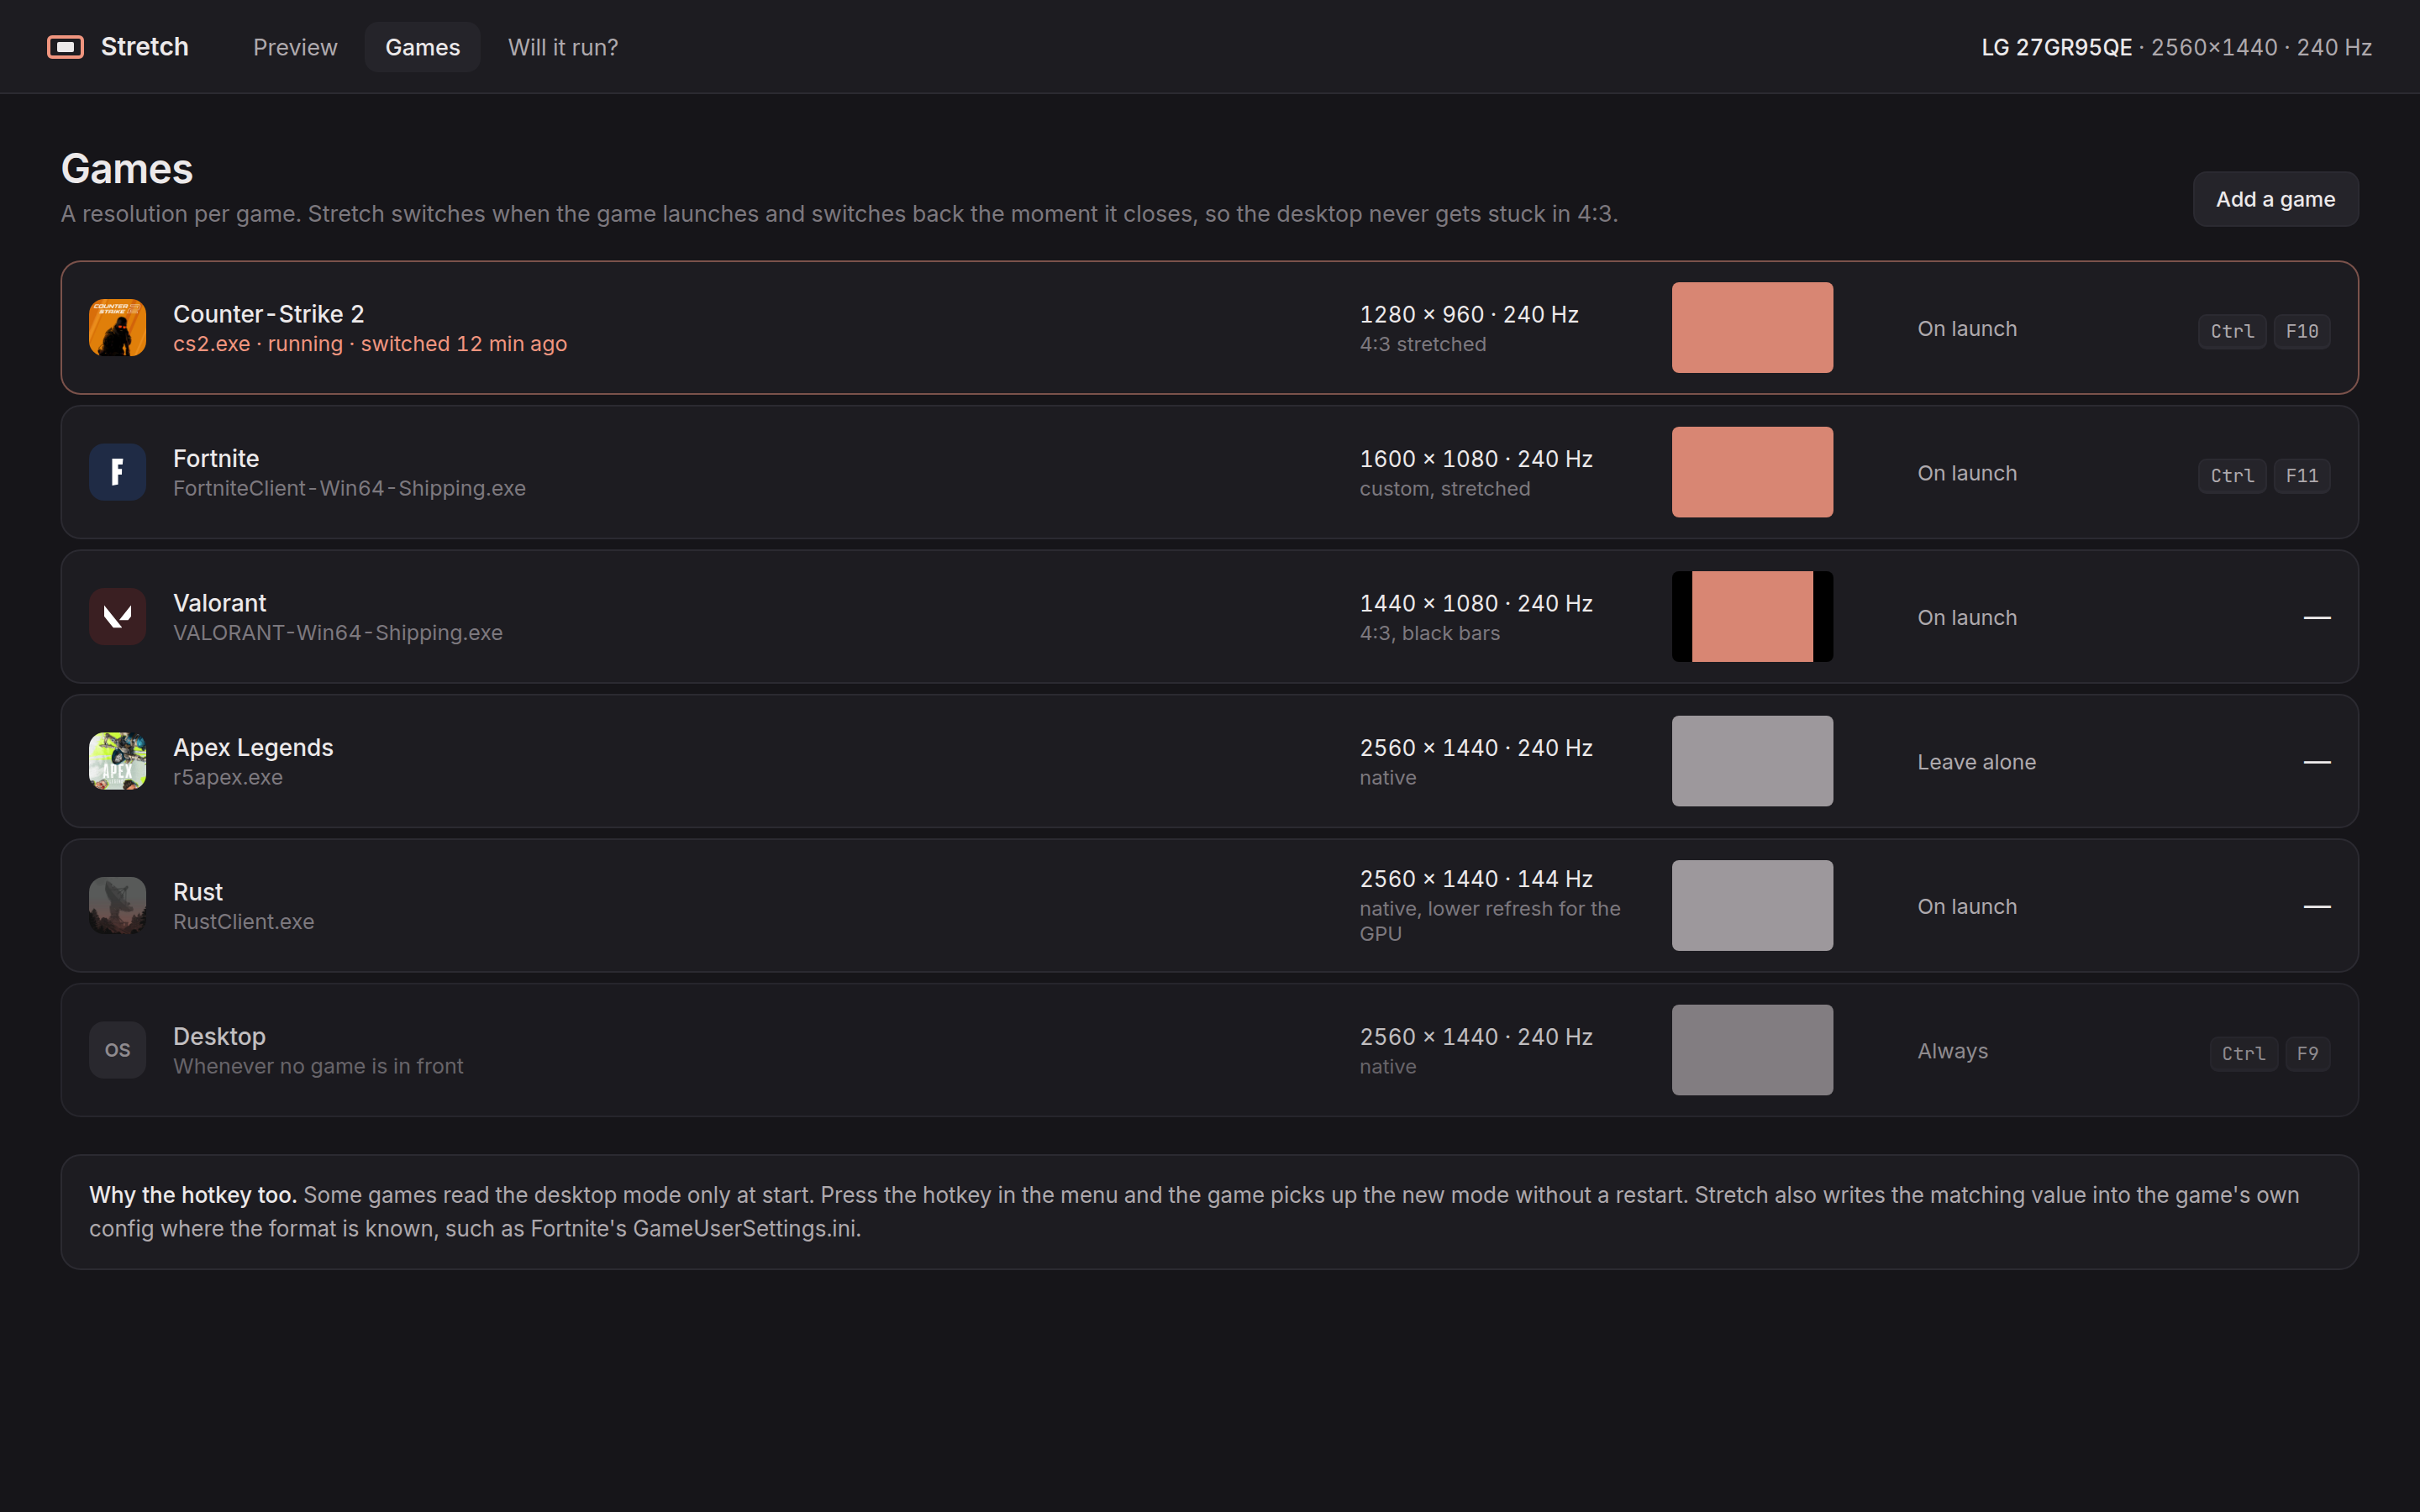 Stretch
Preview
Games
Will it run?
LG 27GR95QE · 2560×1440 · 240 Hz
Games
A resolution per game. Stretch switches when the game launches and switches back the moment it closes, so the desktop never gets stuck in 4:3.
Add a game
COUNTER
STRIKE
Counter-Strike 2
cs2.exe · running · switched 12 min ago
1280 × 960 · 240 Hz
4:3 stretched
On launch
Ctrl F10
F
Fortnite
FortniteClient-Win64-Shipping.exe
1600 × 1080 · 240 Hz
custom, stretched
On launch
Ctrl F11
Valorant
VALORANT-Win64-Shipping.exe
1440 × 1080 · 240 Hz
4:3, black bars
On launch
—
APEX
Apex Legends
r5apex.exe
2560 × 1440 · 240 Hz
native
Leave alone
—
Rust
RustClient.exe
2560 × 1440 · 144 Hz
native, lower refresh for the
GPU
On launch
—
OS
Desktop
Whenever no game is in front
2560 × 1440 · 240 Hz
native
Always
Ctrl F9
Why the hotkey too. Some games read the desktop mode only at start. Press the hotkey in the menu and the game picks up the new mode without a restart. Stretch also writes the matching value into the game's own
config where the format is known, such as Fortnite's GameUserSettings.ini.